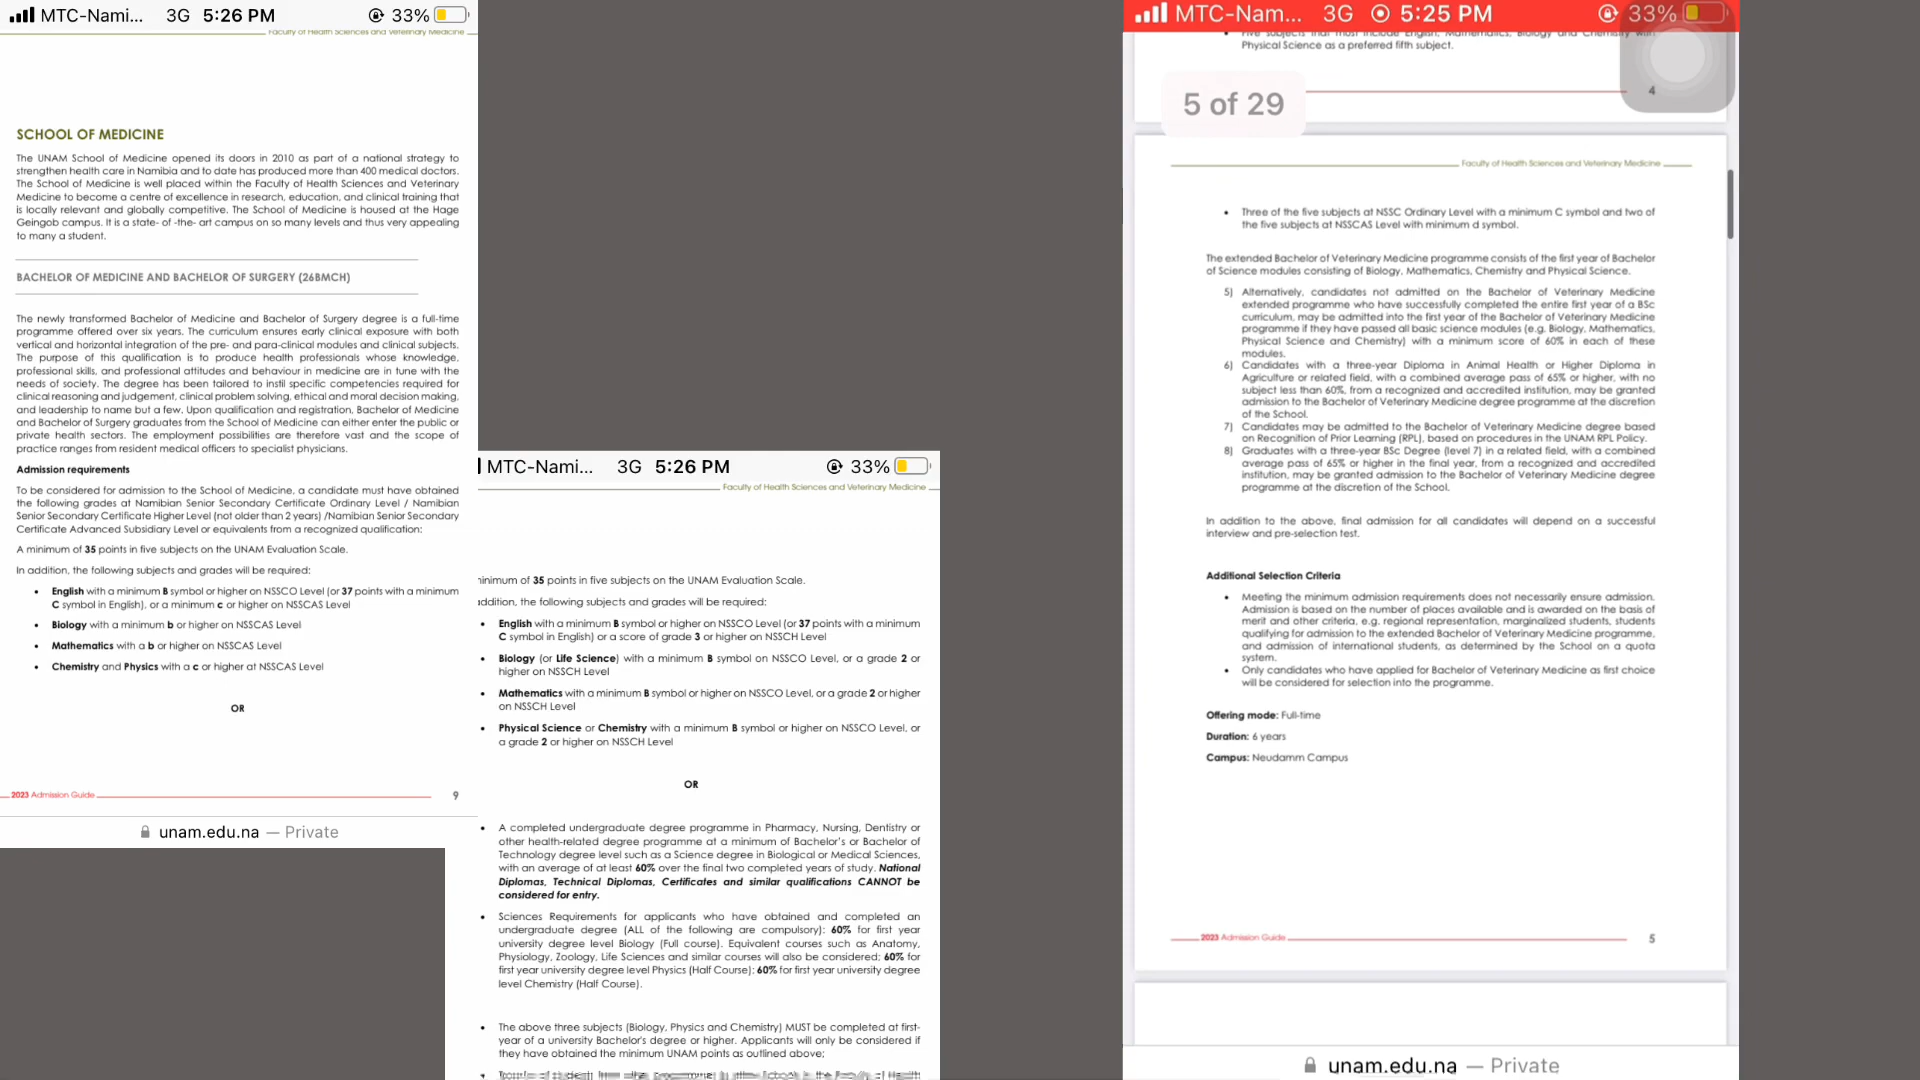 MTC-Nami... 3G 5:26 PM 33%
Faculty of Health Sciences and Veterinary Medicine
SCHOOL OF MEDICINE
The UNAM School of Medicine opened its doors in 2010 as part of a national strategy to
strengthen health care in Namibia and to date has produced more than 400 medical doctors.
The School of Medicine is well placed within the Faculty of Health Sciences and Veterinary
Medicine to become a centre of excellence in research, education, and clinical training that
is locally relevant and globally competitive. The School of Medicine is housed at the Hage
Geingob campus. It is a state- of -the- art campus on so many levels and thus very appealing
to many a student.
BACHELOR OF MEDICINE AND BACHELOR OF SURGERY (26BMCH)
The newly transformed Bachelor of Medicine and Bachelor of Surgery degree is a full-time
programme offered over six years. The curriculum ensures early clinical exposure with both
vertical and horizontal integration of the pre- and para-clinical modules and clinical subjects.
The purpose of this qualification is to produce health professionals whose knowledge,
professional skills, and professional attitudes and behaviour in medicine are in tune with the
needs of society. The degree has been tailored to instil specific competencies required for
clinical reasoning and judgement, clinical problem solving, ethical and moral decision making,
and leadership to name but a few. Upon qualification and registration, Bachelor of Medicine
and Bachelor of Surgery graduates from the School of Medicine can either enter the public or
private health sectors. The employment possibilities are therefore vast and the scope of
practice ranges from resident medical officers to specialist physicians.
Admission requirements
To be considered for admission to the School of Medicine, a candidate must have obtained
the following grades at Namibian Senior Secondary Certificate Ordinary Level / Namibian
Senior Secondary Certificate Higher Level (not older than 2 years) /Namibian Senior Secondary
Certificate Advanced Subsidiary Level or equivalents from a recognized qualification:
A minimum of 35 points in five subjects on the UNAM Evaluation Scale.
In addition, the following subjects and grades will be required:
• English with a minimum B symbol or higher on NSSCO Level (or 37 points with a minimum
C symbol in English), or a minimum c or higher on NSSCAS Level
• Biology with a minimum b or higher on NSSCAS Level
• Mathematics with a b or higher on NSSCAS Level
• Chemistry and Physics with a c or higher at NSSCAS Level
OR
2023 Admission Guide 9
unam.edu.na — Private
MTC-Nami... 3G 5:26 PM 33%
Faculty of Health Sciences and Veterinary Medicine
inimum of 35 points in five subjects on the UNAM Evaluation Scale.
addition, the following subjects and grades will be required:
• English with a minimum B symbol or higher on NSSCO Level (or 37 points with a minimum
C symbol in English) or a score of grade 3 or higher on NSSCH Level
• Biology (or Life Science) with a minimum B symbol on NSSCO Level, or a grade 2 or
higher on NSSCH Level
• Mathematics with a minimum B symbol or higher on NSSCO Level, or a grade 2 or higher
on NSSCH Level
• Physical Science or Chemistry with a minimum B symbol or higher on NSSCO Level, or
a grade 2 or higher on NSSCH Level
OR
• A completed undergraduate degree programme in Pharmacy, Nursing, Dentistry or
other health-related degree programme at a minimum of Bachelor's or Bachelor of
Technology degree level such as a Science degree in Biological or Medical Sciences,
with an average of at least 60% over the final two completed years of study. National
Diplomas, Technical Diplomas, Certificates and similar qualifications CANNOT be
considered for entry.
• Sciences Requirements for applicants who have obtained and completed an
undergraduate degree (ALL of the following are compulsory): 60% for first year
university degree level Biology (Full course). Equivalent courses such as Anatomy,
Physiology, Zoology, Life Sciences and similar courses will also be considered; 60% for
first year university degree level Physics (Half Course); 60% for first year university degree
level Chemistry (Half Course).
• The above three subjects (Biology, Physics and Chemistry) MUST be completed at first-
year of a university Bachelor's degree or higher. Applicants will only be considered if
they have obtained the minimum UNAM points as outlined above;
MTC-Nam... 3G 5:25 PM 33%
• Five subjects that must include English, Mathematics, Biology and Chemistry with
Physical Science as a preferred fifth subject.
4
5 of 29
Faculty of Health Sciences and Veterinary Medicine
• Three of the five subjects at NSSC Ordinary Level with a minimum C symbol and two of
the five subjects at NSSCAS Level with minimum d symbol.
The extended Bachelor of Veterinary Medicine programme consists of the first year of Bachelor
of Science modules consisting of Biology, Mathematics, Chemistry and Physical Science.
5) Alternatively, candidates not admitted on the Bachelor of Veterinary Medicine
extended programme who have successfully completed the entire first year of a BSc
curriculum, may be admitted into the first year of the Bachelor of Veterinary Medicine
programme if they have passed all basic science modules (e.g. Biology, Mathematics,
Physical Science and Chemistry) with a minimum score of 60% in each of these
modules.
6) Candidates with a three-year Diploma in Animal Health or Higher Diploma in
Agriculture or related field, with a combined average pass of 65% or higher, with no
subject less than 60%, from a recognized and accredited institution, may be granted
admission to the Bachelor of Veterinary Medicine degree programme at the discretion
of the School.
7) Candidates may be admitted to the Bachelor of Veterinary Medicine degree based
on Recognition of Prior Learning (RPL), based on procedures in the UNAM RPL Policy.
8) Graduates with a three-year BSc Degree (level 7) in a related field, with a combined
average pass of 65% or higher in the final year, from a recognized and accredited
institution, may be granted admission to the Bachelor of Veterinary Medicine degree
programme at the discretion of the School.
In addition to the above, final admission for all candidates will depend on a successful
interview and pre-selection test.
Additional Selection Criteria
• Meeting the minimum admission requirements does not necessarily ensure admission.
Admission is based on the number of places available and is awarded on the basis of
merit and other criteria, e.g. regional representation, marginalized students, students
qualifying for admission to the extended Bachelor of Veterinary Medicine programme,
and admission of international students, as determined by the School on a quota
system.
• Only candidates who have applied for Bachelor of Veterinary Medicine as first choice
will be considered for selection into the programme.
Offering mode: Full-time
Duration: 6 years
Campus: Neudamm Campus
2023 Admission Guide 5
unam.edu.na — Private